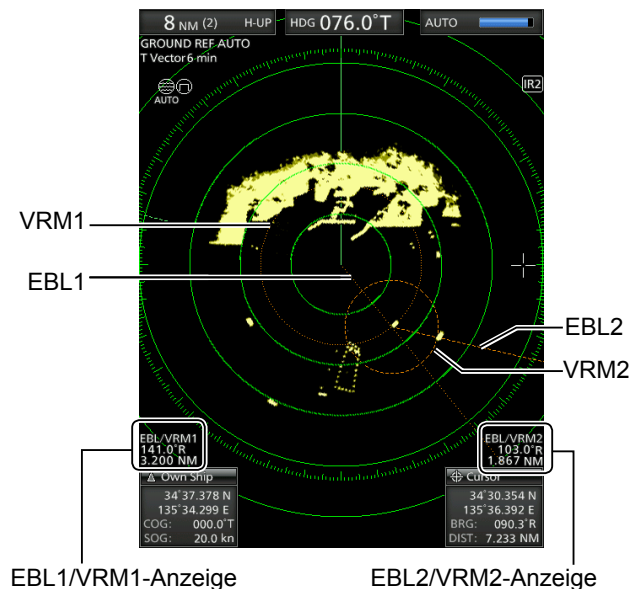 8 NM (2) H-UP HDG 076.0°T AUTO
GROUND REF AUTO
T Vector 6 min
AUTO
IR2
VRM1
EBL1
EBL2
VRM2
EBL/VRM1
141.0°R
3.200 NM
EBL/VRM2
103.0°R
1.867 NM
Own Ship
34°37.378 N
135°34.299 E
COG: 000.0°T
SOG: 20.0 kn
Cursor
34°30.354 N
135°36.392 E
BRG: 090.3°R
DIST: 7.233 NM
EBL1/VRM1-Anzeige
EBL2/VRM2-Anzeige